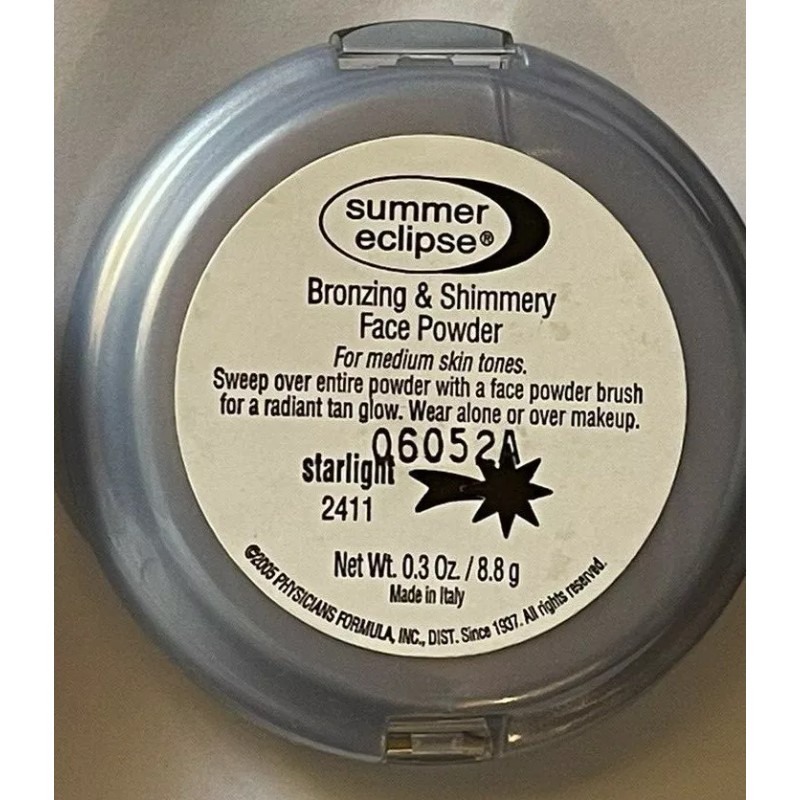 summer
eclipse®
Bronzing & Shimmery
Face Powder
For medium skin tones.
Sweep over entire powder with a face powder brush
for a radiant tan glow. Wear alone or over makeup.
06052A
starlight
2411
Net Wt. 0.3 Oz. / 8.8 g
Made in Italy
©2005 PHYSICIANS FORMULA, INC., DIST. Since 1937. All rights reserved.